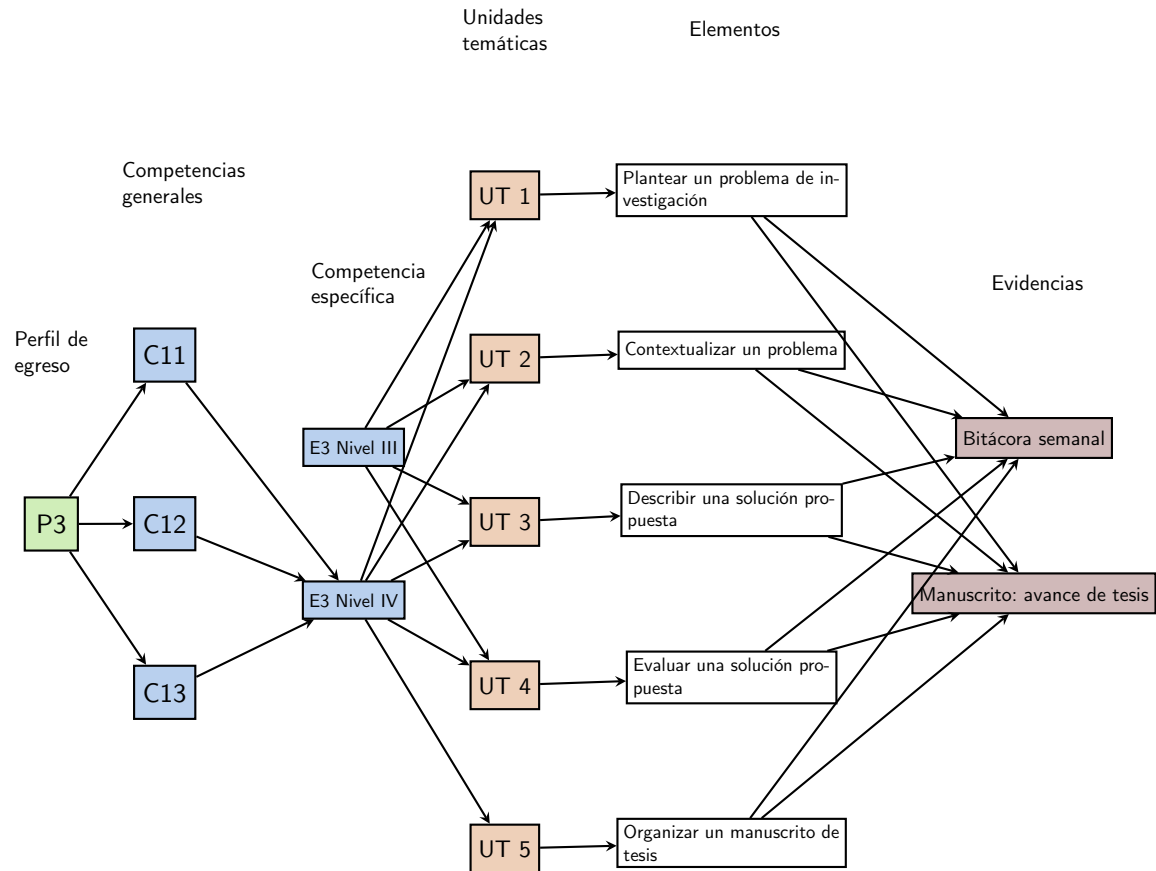 Unidades
temáticas
Elementos
Competencias
generales
UT 1
Plantear un problema de in-
vestigación
Competencia
específica
Evidencias
Perfil de
egreso
C11
UT 2
Contextualizar un problema
E3 Nivel III
Bitácora semanal
P3
C12
UT 3
Describir una solución pro-
puesta
E3 Nivel IV
Manuscrito: avance de tesis
C13
UT 4
Evaluar una solución pro-
puesta
UT 5
Organizar un manuscrito de
tesis